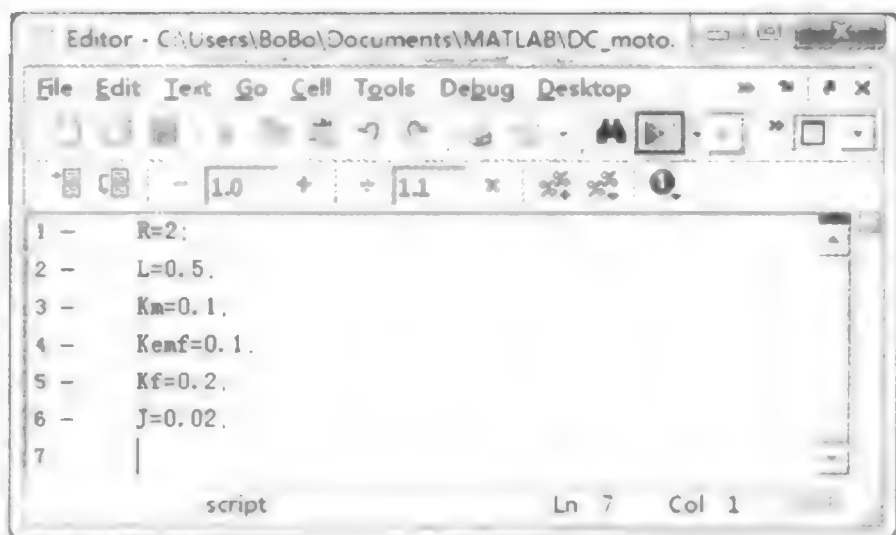 Editor - C:\Users\BoBo\Documents\MATLAB\DC_moto.
File Edit Text Go Cell Tools Debug Desktop
- 1.0 + ÷ 1.1 ×
1 - R=2;
2 - L=0.5;
3 - Km=0.1;
4 - Kemf=0.1;
5 - Kf=0.2;
6 - J=0.02;
7
script Ln 7 Col 1